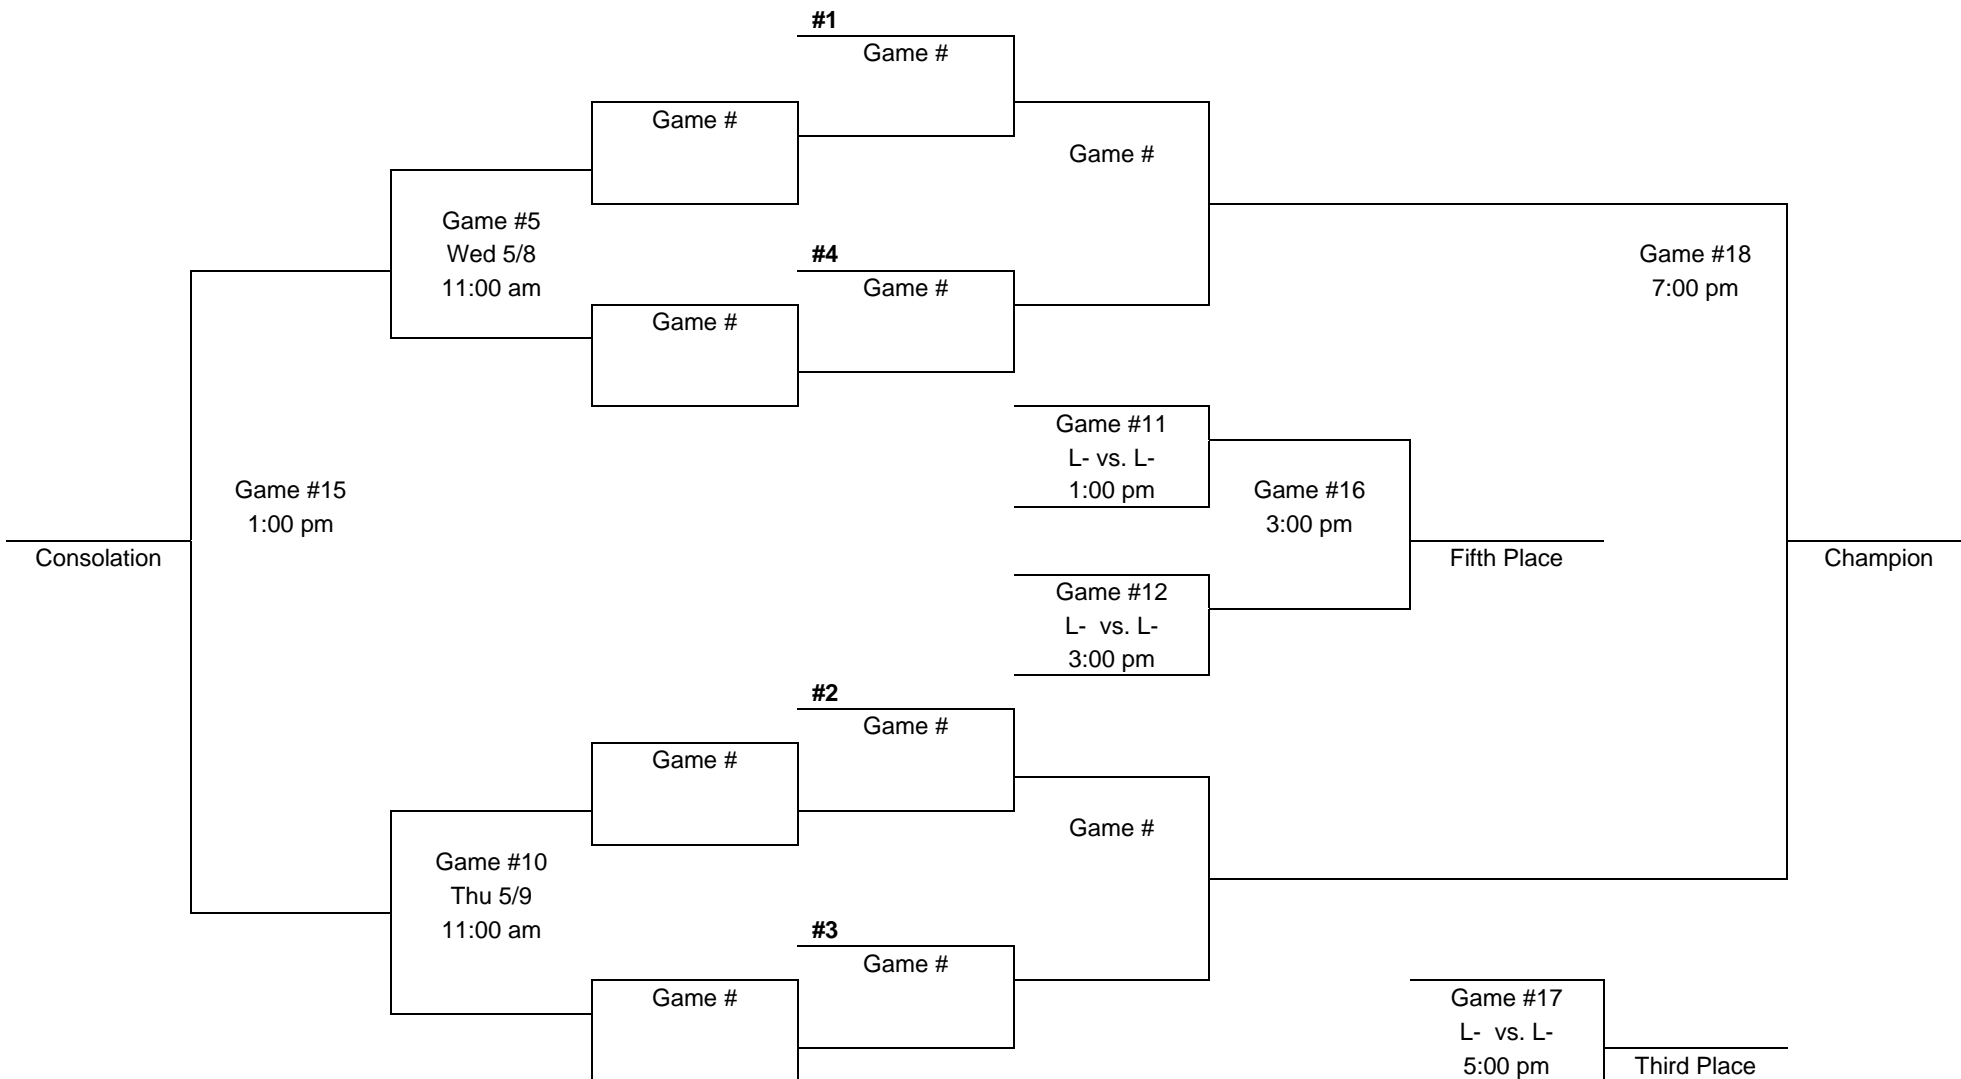 #1
Game #
Game #
Game #
Game #5
Wed 5/8
11:00 am
#4
Game #
Game #
Game #18
7:00 pm
Game #11
L- vs. L-
1:00 pm
Game #15
1:00 pm
Game #16
3:00 pm
Consolation
Fifth Place
Champion
Game #12
L-  vs. L-
3:00 pm
#2
Game #
Game #
Game #
Game #10
Thu 5/9
11:00 am
#3
Game #
Game #
Game #17
L-  vs. L-
5:00 pm
Third Place